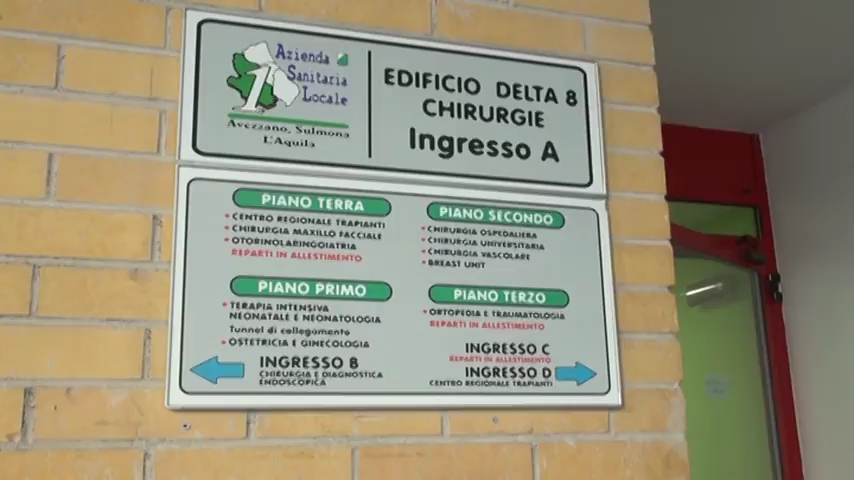 Azienda
Sanitaria
Locale
1
Avezzano, Sulmona
L'Aquila
EDIFICIO DELTA 8
CHIRURGIE
Ingresso A
PIANO TERRA
CENTRO REGIONALE TRAPIANTI
CHIRURGIA MAXILLO FACCIALE
OTORINOLARINGOIATRIA
REPARTI IN ALLESTIMENTO
PIANO PRIMO
TERAPIA INTENSIVA
NEONATALE E NEONATOLOGIA
Tunnel di collegamento
OSTETRICIA E GINECOLOGIA
INGRESSO B
CHIRURGIA E DIAGNOSTICA
ENDOSCOPICA
PIANO SECONDO
CHIRURGIA OSPEDALIERA
CHIRURGIA UNIVERSITARIA
CHIRURGIA VASCOLARE
BREAST UNIT
PIANO TERZO
ORTOPEDIA E TRAUMATOLOGIA
REPARTI IN ALLESTIMENTO
INGRESSO C
REPARTI IN ALLESTIMENTO
INGRESSO D
CENTRO REGIONALE TRAPIANTI